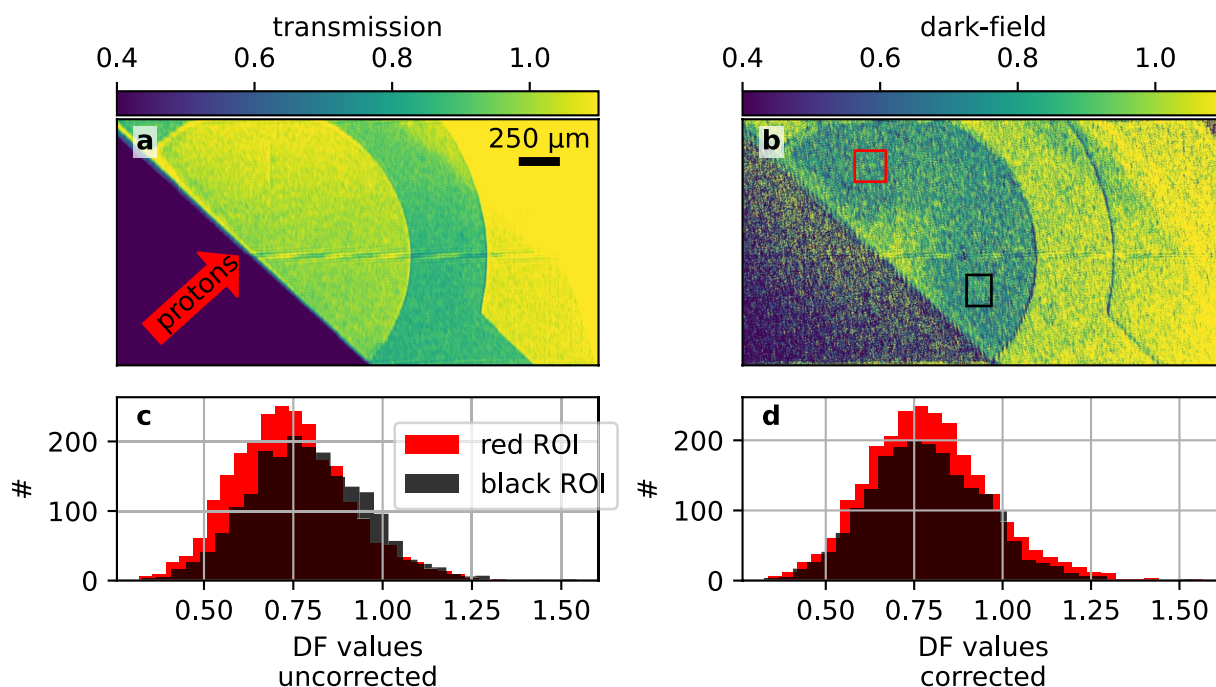 transmission
0.4 0.6 0.8 1.0
dark-field
0.4 0.6 0.8 1.0
a
250 μm
protons
b
c
red ROI
black ROI
#
200
100
0
0.50 0.75 1.00 1.25 1.50
DF values
uncorrected
d
#
200
100
0
0.50 0.75 1.00 1.25 1.50
DF values
corrected